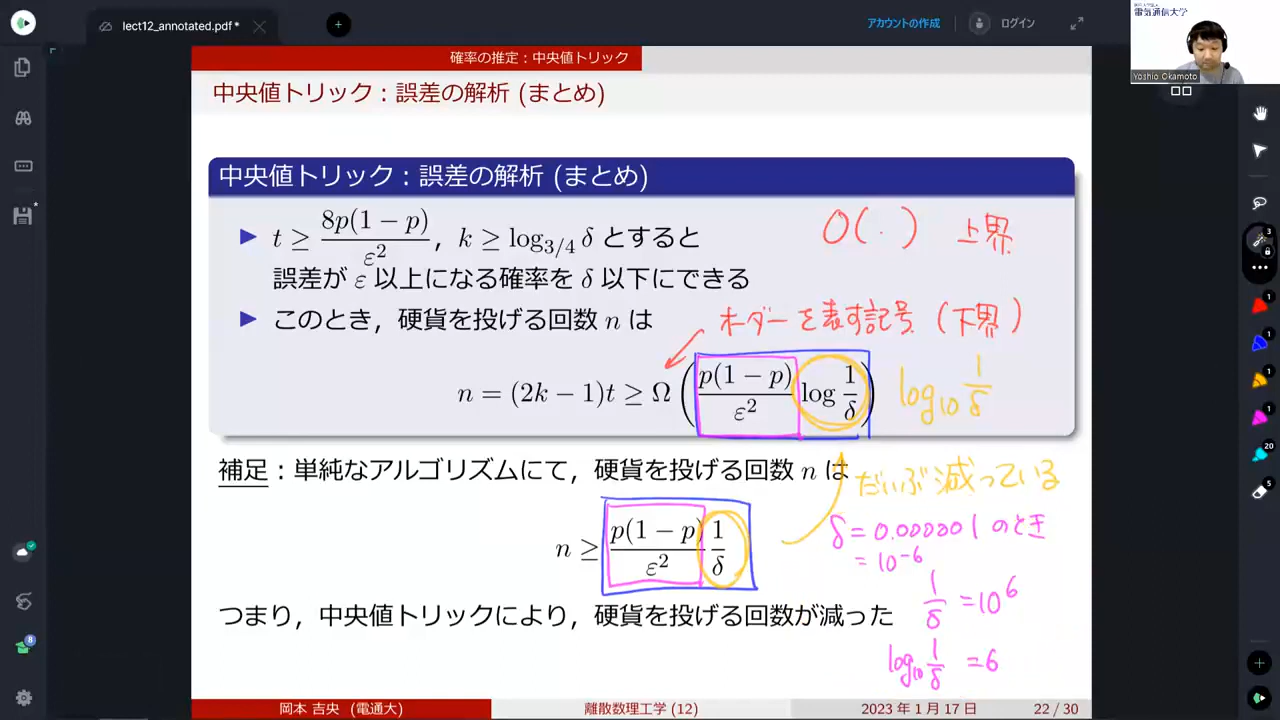 lect12_annotated.pdf *
アカウントの作成
ログイン
電気通信大学
Yoshio Okamoto
確率の推定：中央値トリック
中央値トリック：誤差の解析 (まとめ)
中央値トリック：誤差の解析 (まとめ)
t ≥ 8p(1 − p)/ε², k ≥ log_{3/4} δ とすると
O( · ) 上界
誤差が ε 以上になる確率を δ 以下にできる
このとき，硬貨を投げる回数 n は
オーダーを表す記号 (下界)
n = (2k − 1)t ≥ Ω ( p(1 − p)/ε² log 1/δ )
log₁₀ 1/δ
補足：単純なアルゴリズムにて，硬貨を投げる回数 n は
だいぶ減っている
n ≥ p(1 − p)/ε² 1/δ
δ = 0.000001 のとき
= 10⁻⁶
1/δ = 10⁶
つまり，中央値トリックにより，硬貨を投げる回数が減った
log₁₀ 1/δ = 6
岡本 吉央 (電通大)
離散数理工学 (12)
2023 年 1 月 17 日
22 / 30
3
1
1
1
1
20
5
8